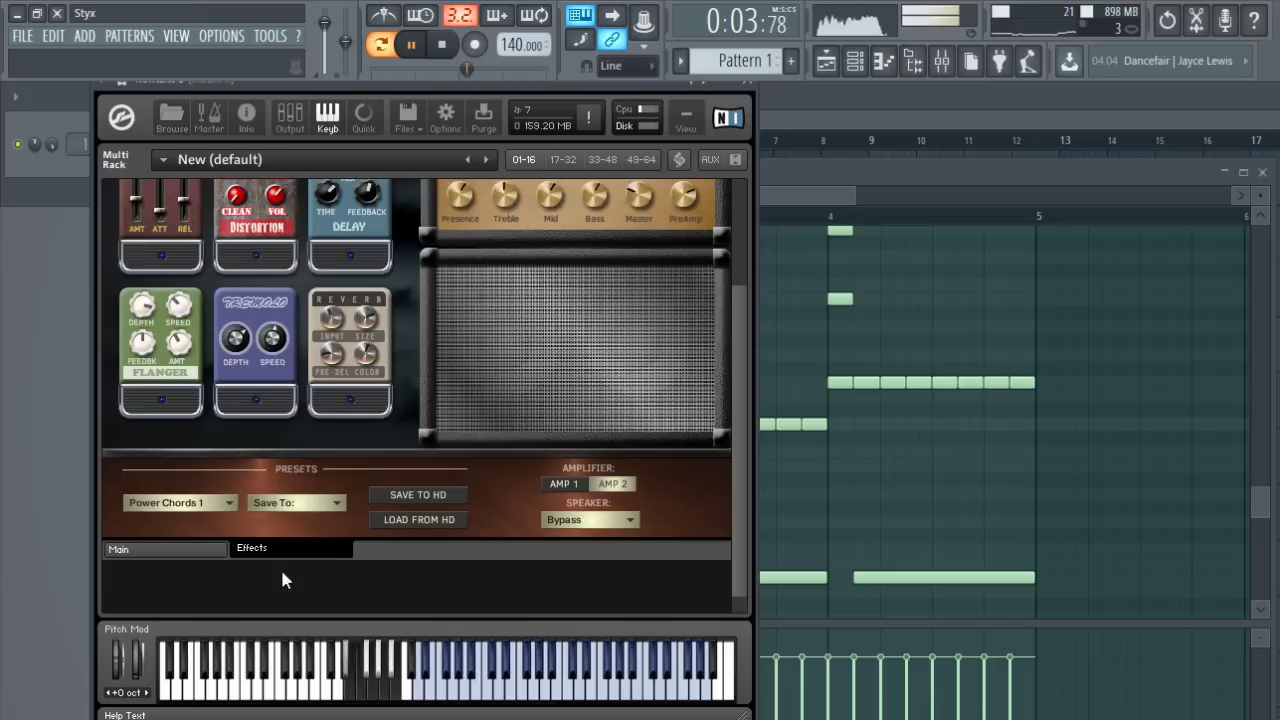 Styx
FILE EDIT ADD PATTERNS VIEW OPTIONS TOOLS ?
3.2.
140.000
Line
0:03:78
M:S:CS
Pattern 1
21 898 MB
3
04 04 Dancefair | Jayce Lewis
Browse Master Info Output Keyb Quick Files Options Purge
7
0 159.20 MB
!
Cpu
Disk
View
Multi
Rack
New (default)
01-16 17-32 33-48 49-64 AUX
7 8 9 10 11 12 13 14 15 16 17
4 5 6
AMT ATT REL
CLEAN VOL
DISTORTION
TIME FEEDBACK
DELAY
Presence Treble Mid Bass Master PreAmp
DEPTH SPEED
FEEDBK AMT
FLANGER
TREMOLO
DEPTH SPEED
REVERB
INPUT SIZE
PRE-DEL COLOR
PRESETS
Power Chords 1
Save To:
SAVE TO HD
LOAD FROM HD
AMPLIFIER:
AMP 1 AMP 2
SPEAKER:
Bypass
Main
Effects
Pitch Mod
+0 oct
Help Text